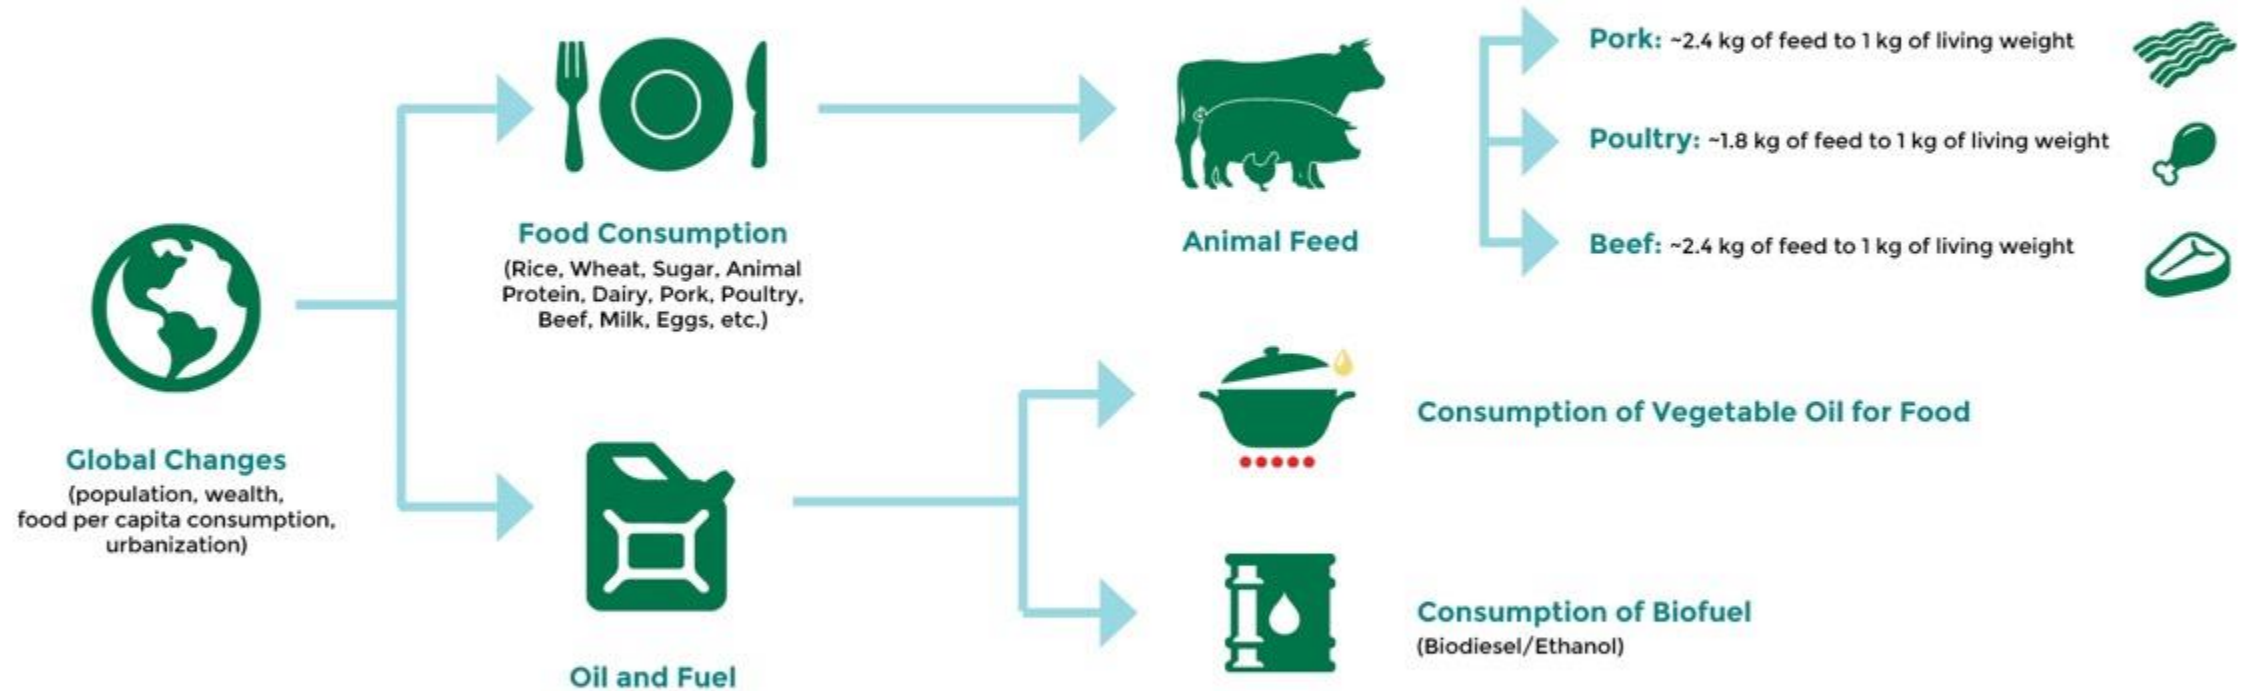 Global Changes
(population, wealth,
food per capita consumption,
urbanization)
Food Consumption
(Rice, Wheat, Sugar, Animal
Protein, Dairy, Pork, Poultry,
Beef, Milk, Eggs, etc.)
Animal Feed
Pork: ~2.4 kg of feed to 1 kg of living weight
Poultry: ~1.8 kg of feed to 1 kg of living weight
Beef: ~2.4 kg of feed to 1 kg of living weight
Oil and Fuel
Consumption of Vegetable Oil for Food
Consumption of Biofuel
(Biodiesel/Ethanol)